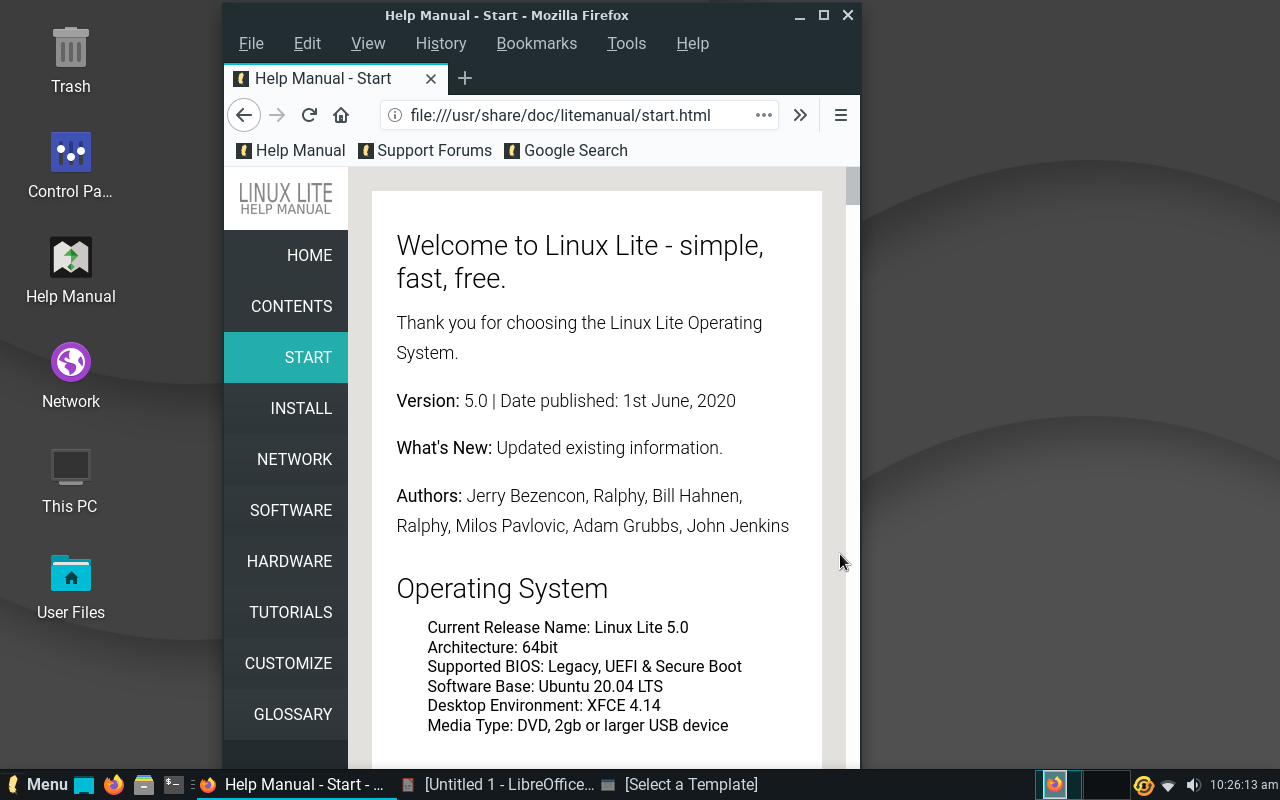 Help Manual - Start - Mozilla Firefox
File Edit View History Bookmarks Tools Help
Help Manual - Start
file:///usr/share/doc/litemanual/start.html
Help Manual Support Forums Google Search
Trash
Control Pa...
Help Manual
Network
This PC
User Files
LINUX LITE
HELP MANUAL
HOME
CONTENTS
START
INSTALL
NETWORK
SOFTWARE
HARDWARE
TUTORIALS
CUSTOMIZE
GLOSSARY
Welcome to Linux Lite - simple,
fast, free.
Thank you for choosing the Linux Lite Operating
System.
Version: 5.0 | Date published: 1st June, 2020
What's New: Updated existing information.
Authors: Jerry Bezencon, Ralphy, Bill Hahnen,
Ralphy, Milos Pavlovic, Adam Grubbs, John Jenkins
Operating System
Current Release Name: Linux Lite 5.0
Architecture: 64bit
Supported BIOS: Legacy, UEFI & Secure Boot
Software Base: Ubuntu 20.04 LTS
Desktop Environment: XFCE 4.14
Media Type: DVD, 2gb or larger USB device
Menu Help Manual - Start - ... [Untitled 1 - LibreOffice... [Select a Template] 10:26:13 am